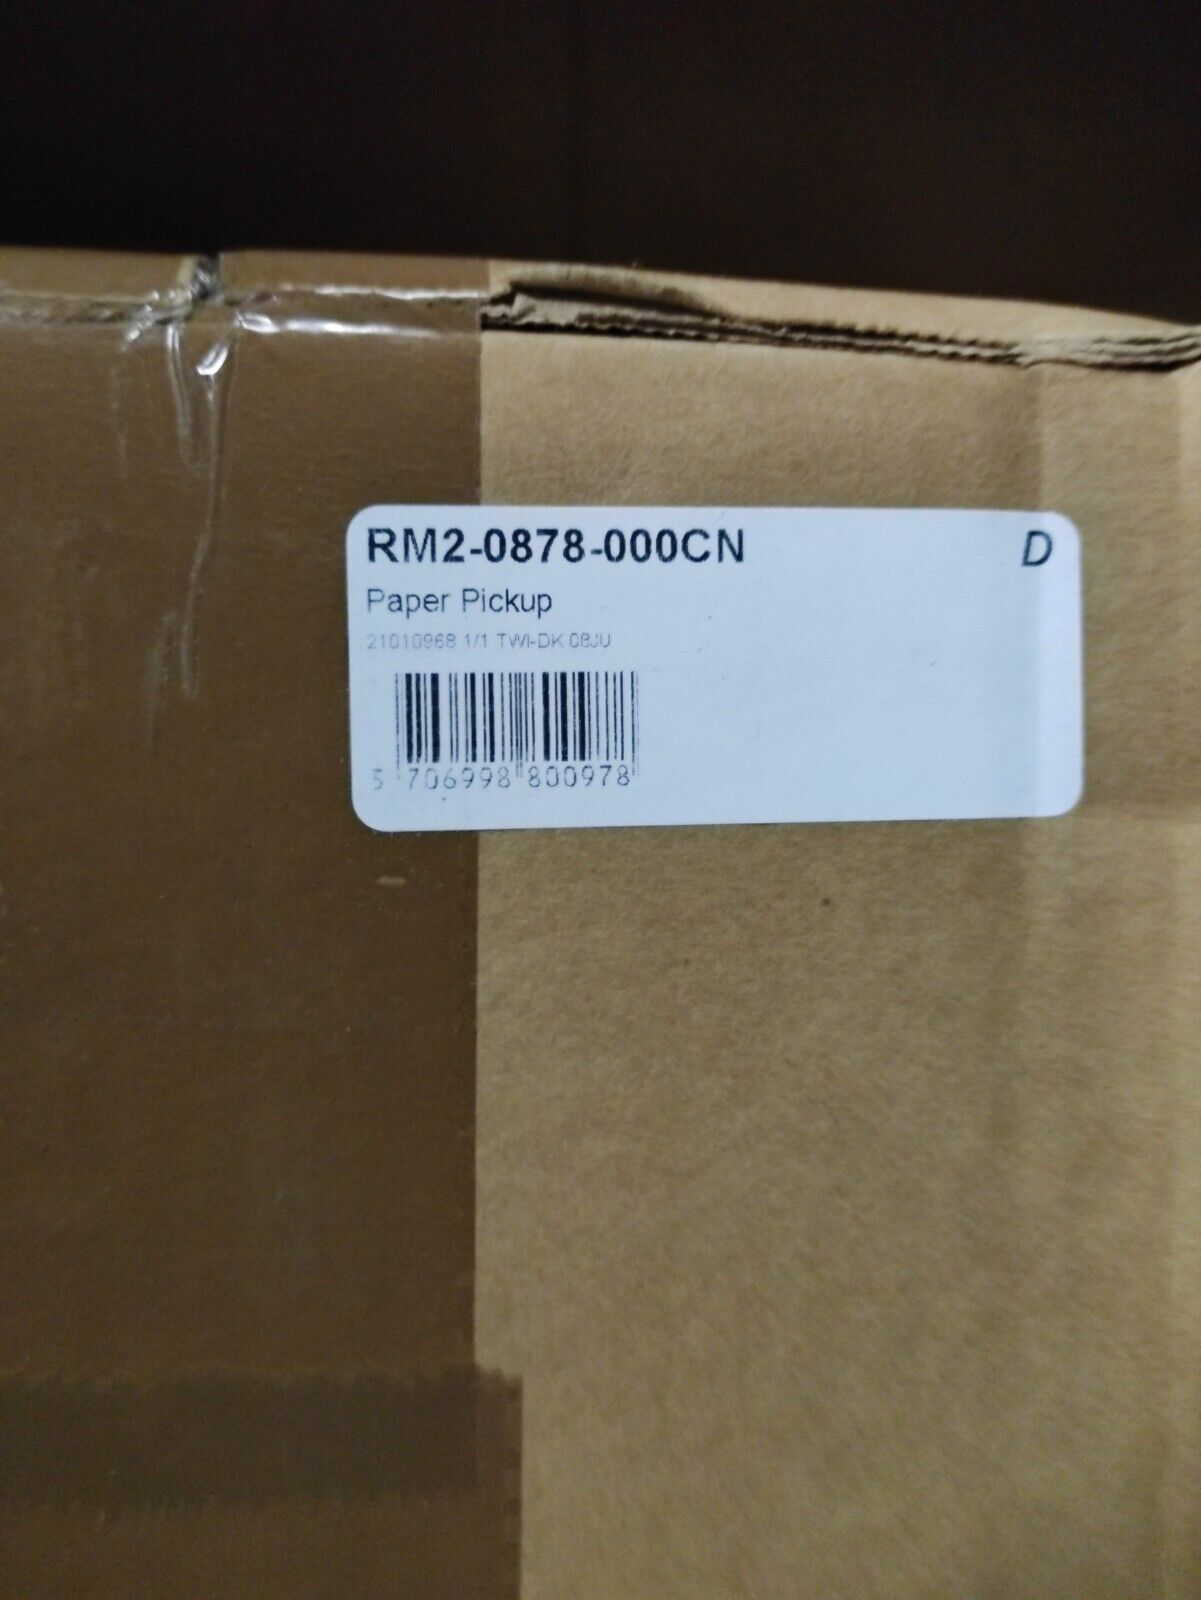 RM2-0878-000CN D
Paper Pickup
21010968 1/1 TWI-DK 08JU
5 706998 800978